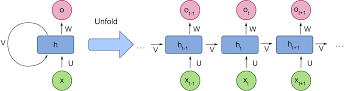 o o_{t-1} o_t o_{t+1}
Unfold
W W W W
V h V h_{t-1} V h_t V h_{t+1} V ...
...
U U U U
x x_{t-1} x_t x_{t+1}